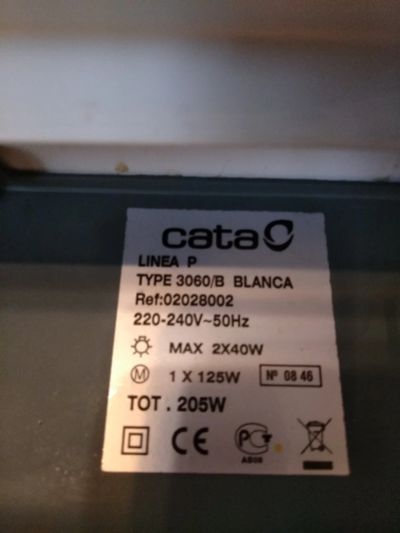 cata
LINEA P
TYPE 3060/B BLANCA
Ref:02028002
220-240V~50Hz
MAX 2X40W
M 1 X 125W Nº 08 46
TOT . 205W
CE PG